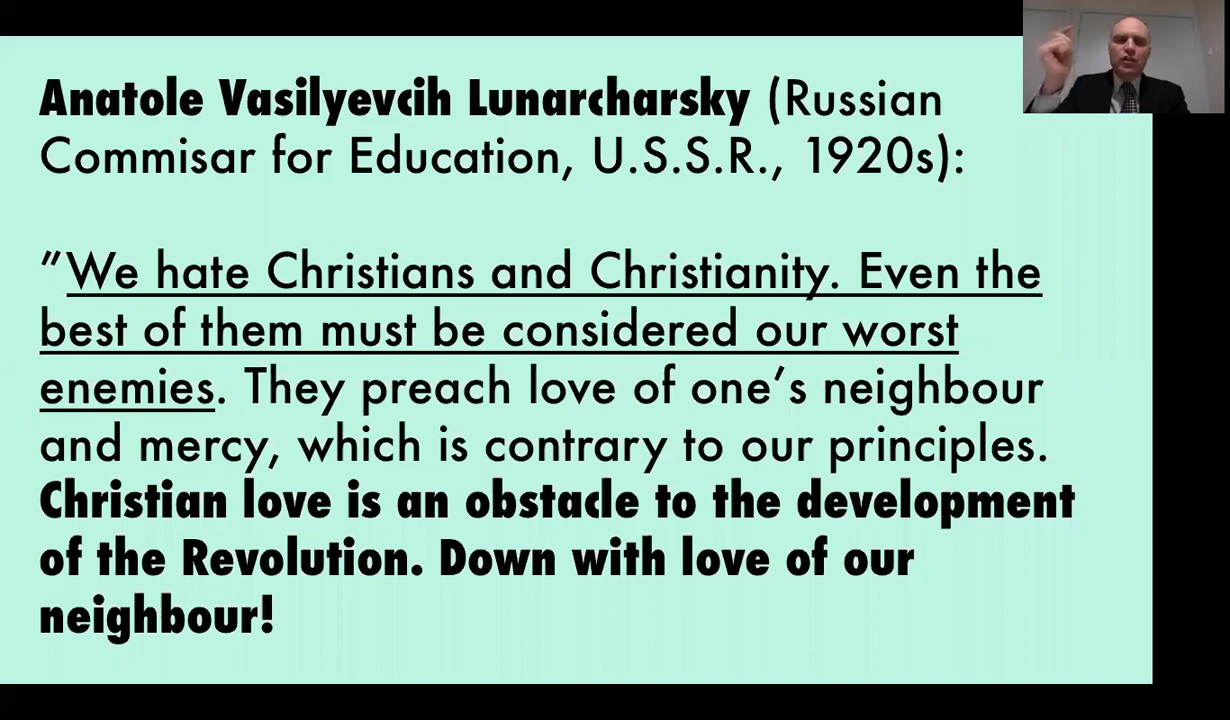 Anatole Vasilyevcih Lunarcharsky (Russian
Commisar for Education, U.S.S.R., 1920s):
“We hate Christians and Christianity. Even the
best of them must be considered our worst
enemies. They preach love of one’s neighbour
and mercy, which is contrary to our principles.
Christian love is an obstacle to the development
of the Revolution. Down with love of our
neighbour!